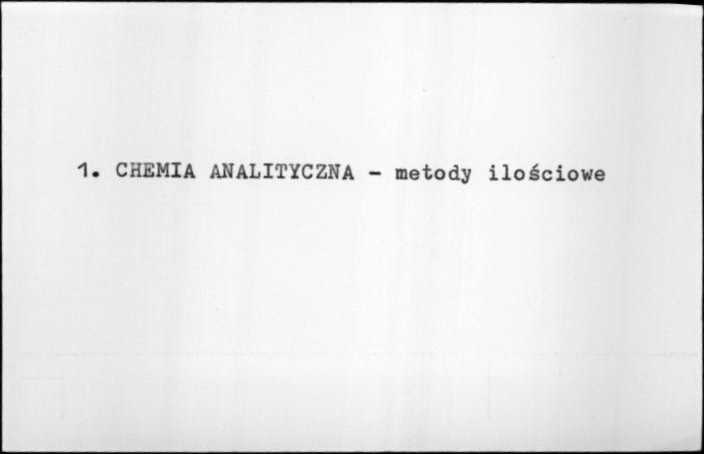 1. CHEMIA ANALITYCZNA - metody ilościowe